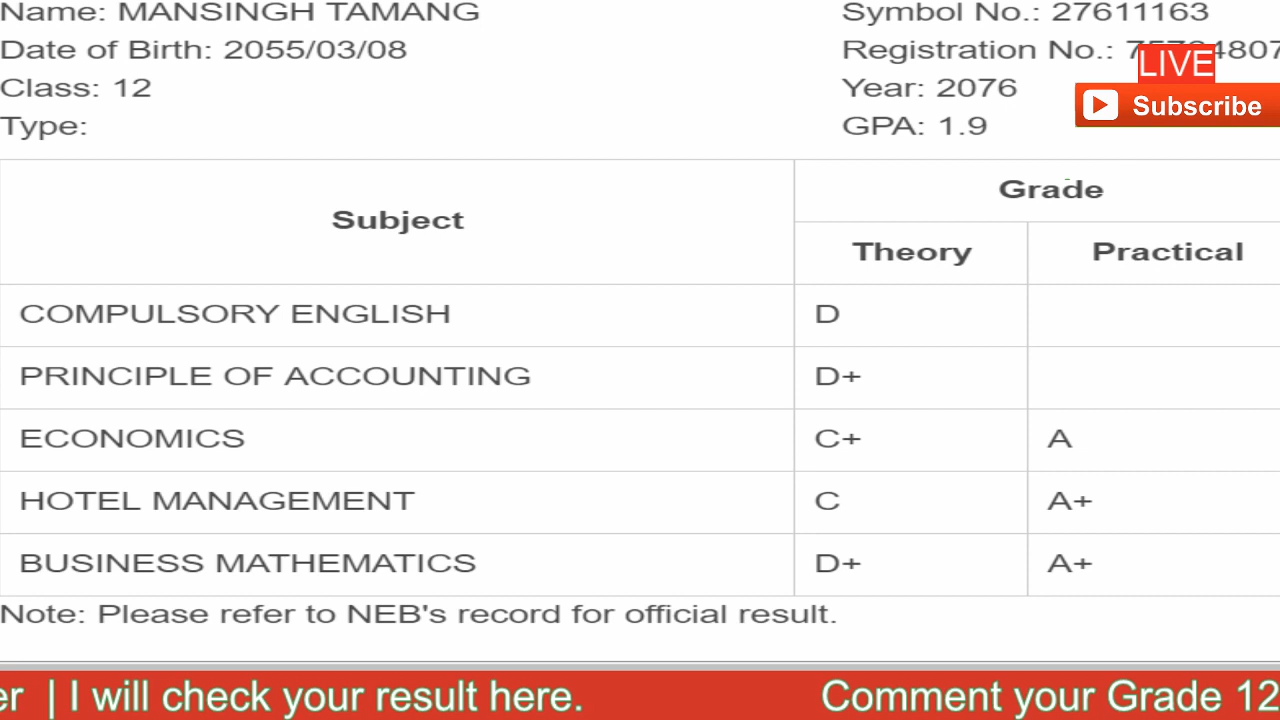 Name: MANSINGH TAMANG
Symbol No.: 27611163
Date of Birth: 2055/03/08
Registration No.:
LIVE
Class: 12
Year: 2076
Subscribe
Type:
GPA: 1.9
Subject
Grade
Theory
Practical
COMPULSORY ENGLISH D
PRINCIPLE OF ACCOUNTING D+
ECONOMICS C+ A
HOTEL MANAGEMENT C A+
BUSINESS MATHEMATICS D+ A+
Note: Please refer to NEB's record for official result.
er | I will check your result here. Comment your Grade 12